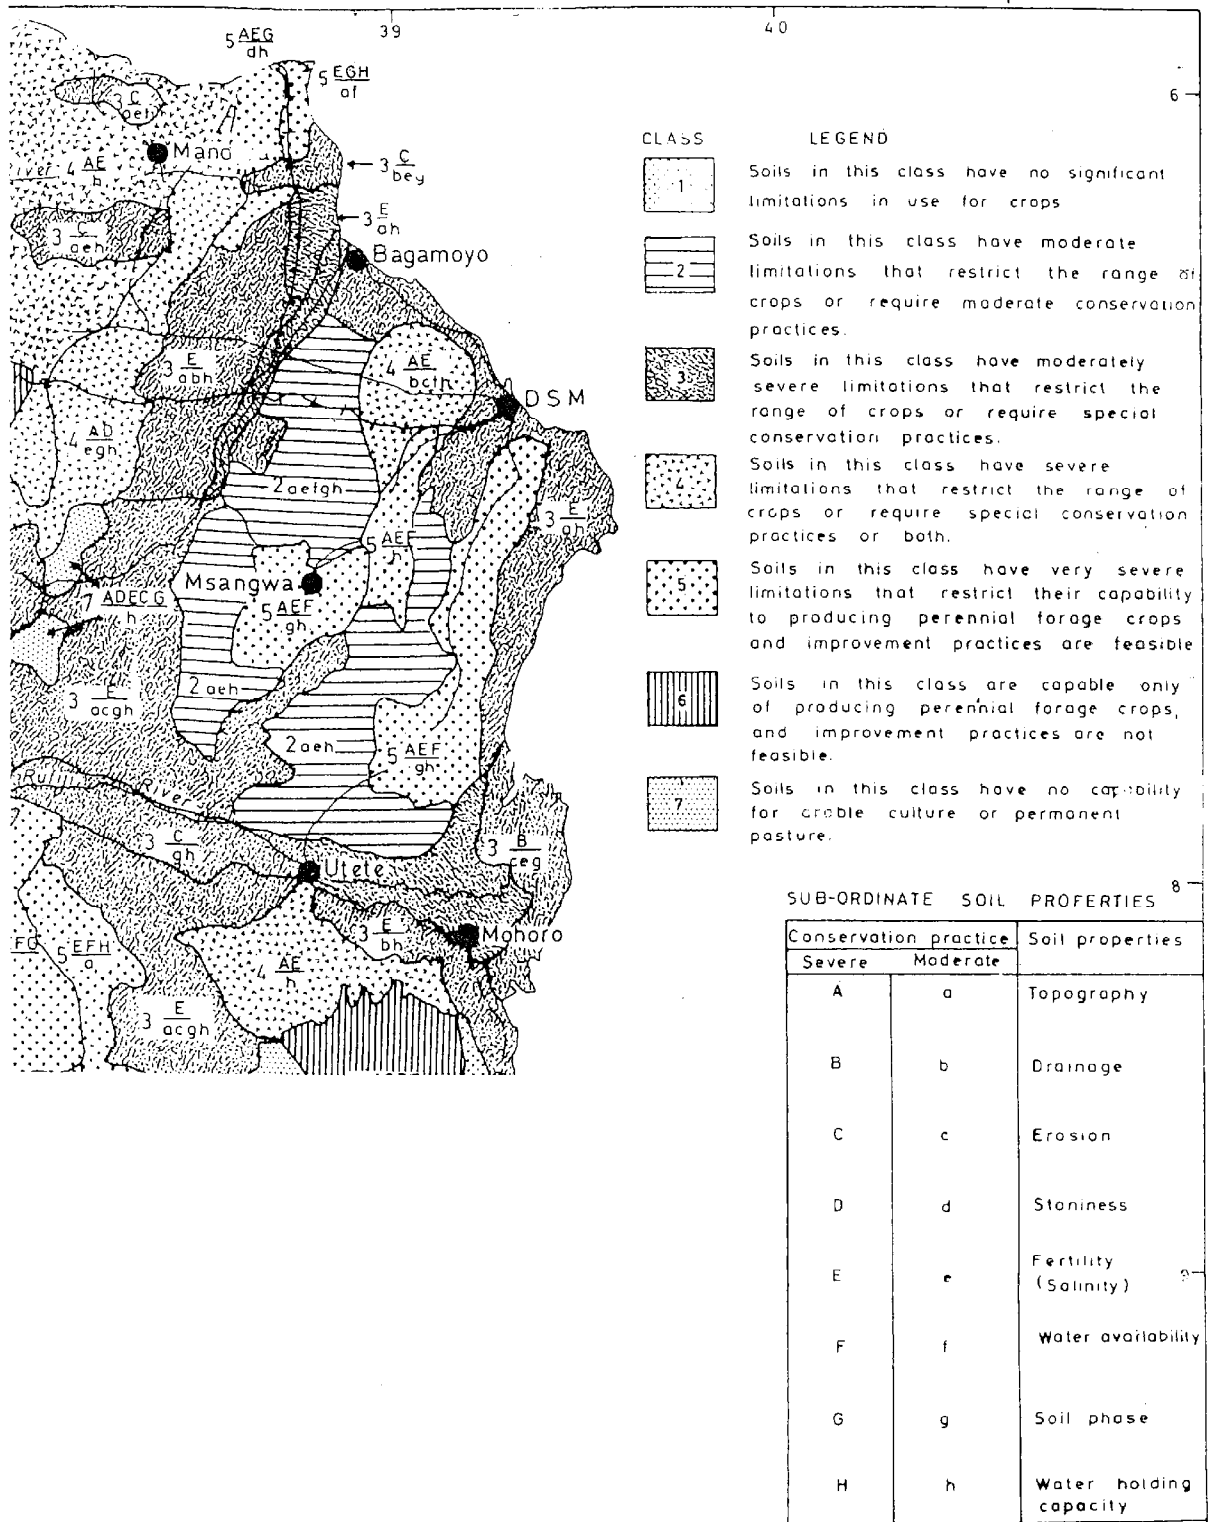 39
40
6
8
5 AEG
dh
5 EGH
af
3 C
aeh
Mand
River
4 AE
h
3 C
bey
3 C
aeh
3 E
ah
Bagamoyo
3 E
abh
4 AE
DSM
4 AD
egh
2 aefgh
3 E
ah
5 AEF
h
Msangwa
5 AEF
gh
7 ADECG
h
2 aeh
3 E
acgh
2 aeh
5 AEF
gh
Rufiji River
3 C
gh
3 B
ceg
Utete
3 E
bh
Mohoro
5 EFH
a
4 AE
h
3 E
acgh
CLASS LEGEND
1 Soils in this class have no significant
limitations in use for crops
2 Soils in this class have moderate
limitations that restrict the range of
crops or require moderate conservation
practices.
3 Soils in this class have moderately
severe limitations that restrict the
range of crops or require special
conservation practices.
4 Soils in this class have severe
limitations that restrict the range of
crops or require special conservation
practices or both.
5 Soils in this class have very severe
limitations that restrict their capability
to producing perennial forage crops
and improvement practices are feasible
6 Soils in this class are capable only
of producing perennial forage crops,
and improvement practices are not
feasible.
7 Soils in this class have no capability
for arable culture or permanent
pasture.
SUB-ORDINATE SOIL PROPERTIES
Conservation practice Soil properties
Severe Moderate
A a Topography
B b Drainage
C c Erosion
D d Stoniness
E e Fertility
(Salinity)
F f Water availability
G g Soil phase
H h Water holding
capacity